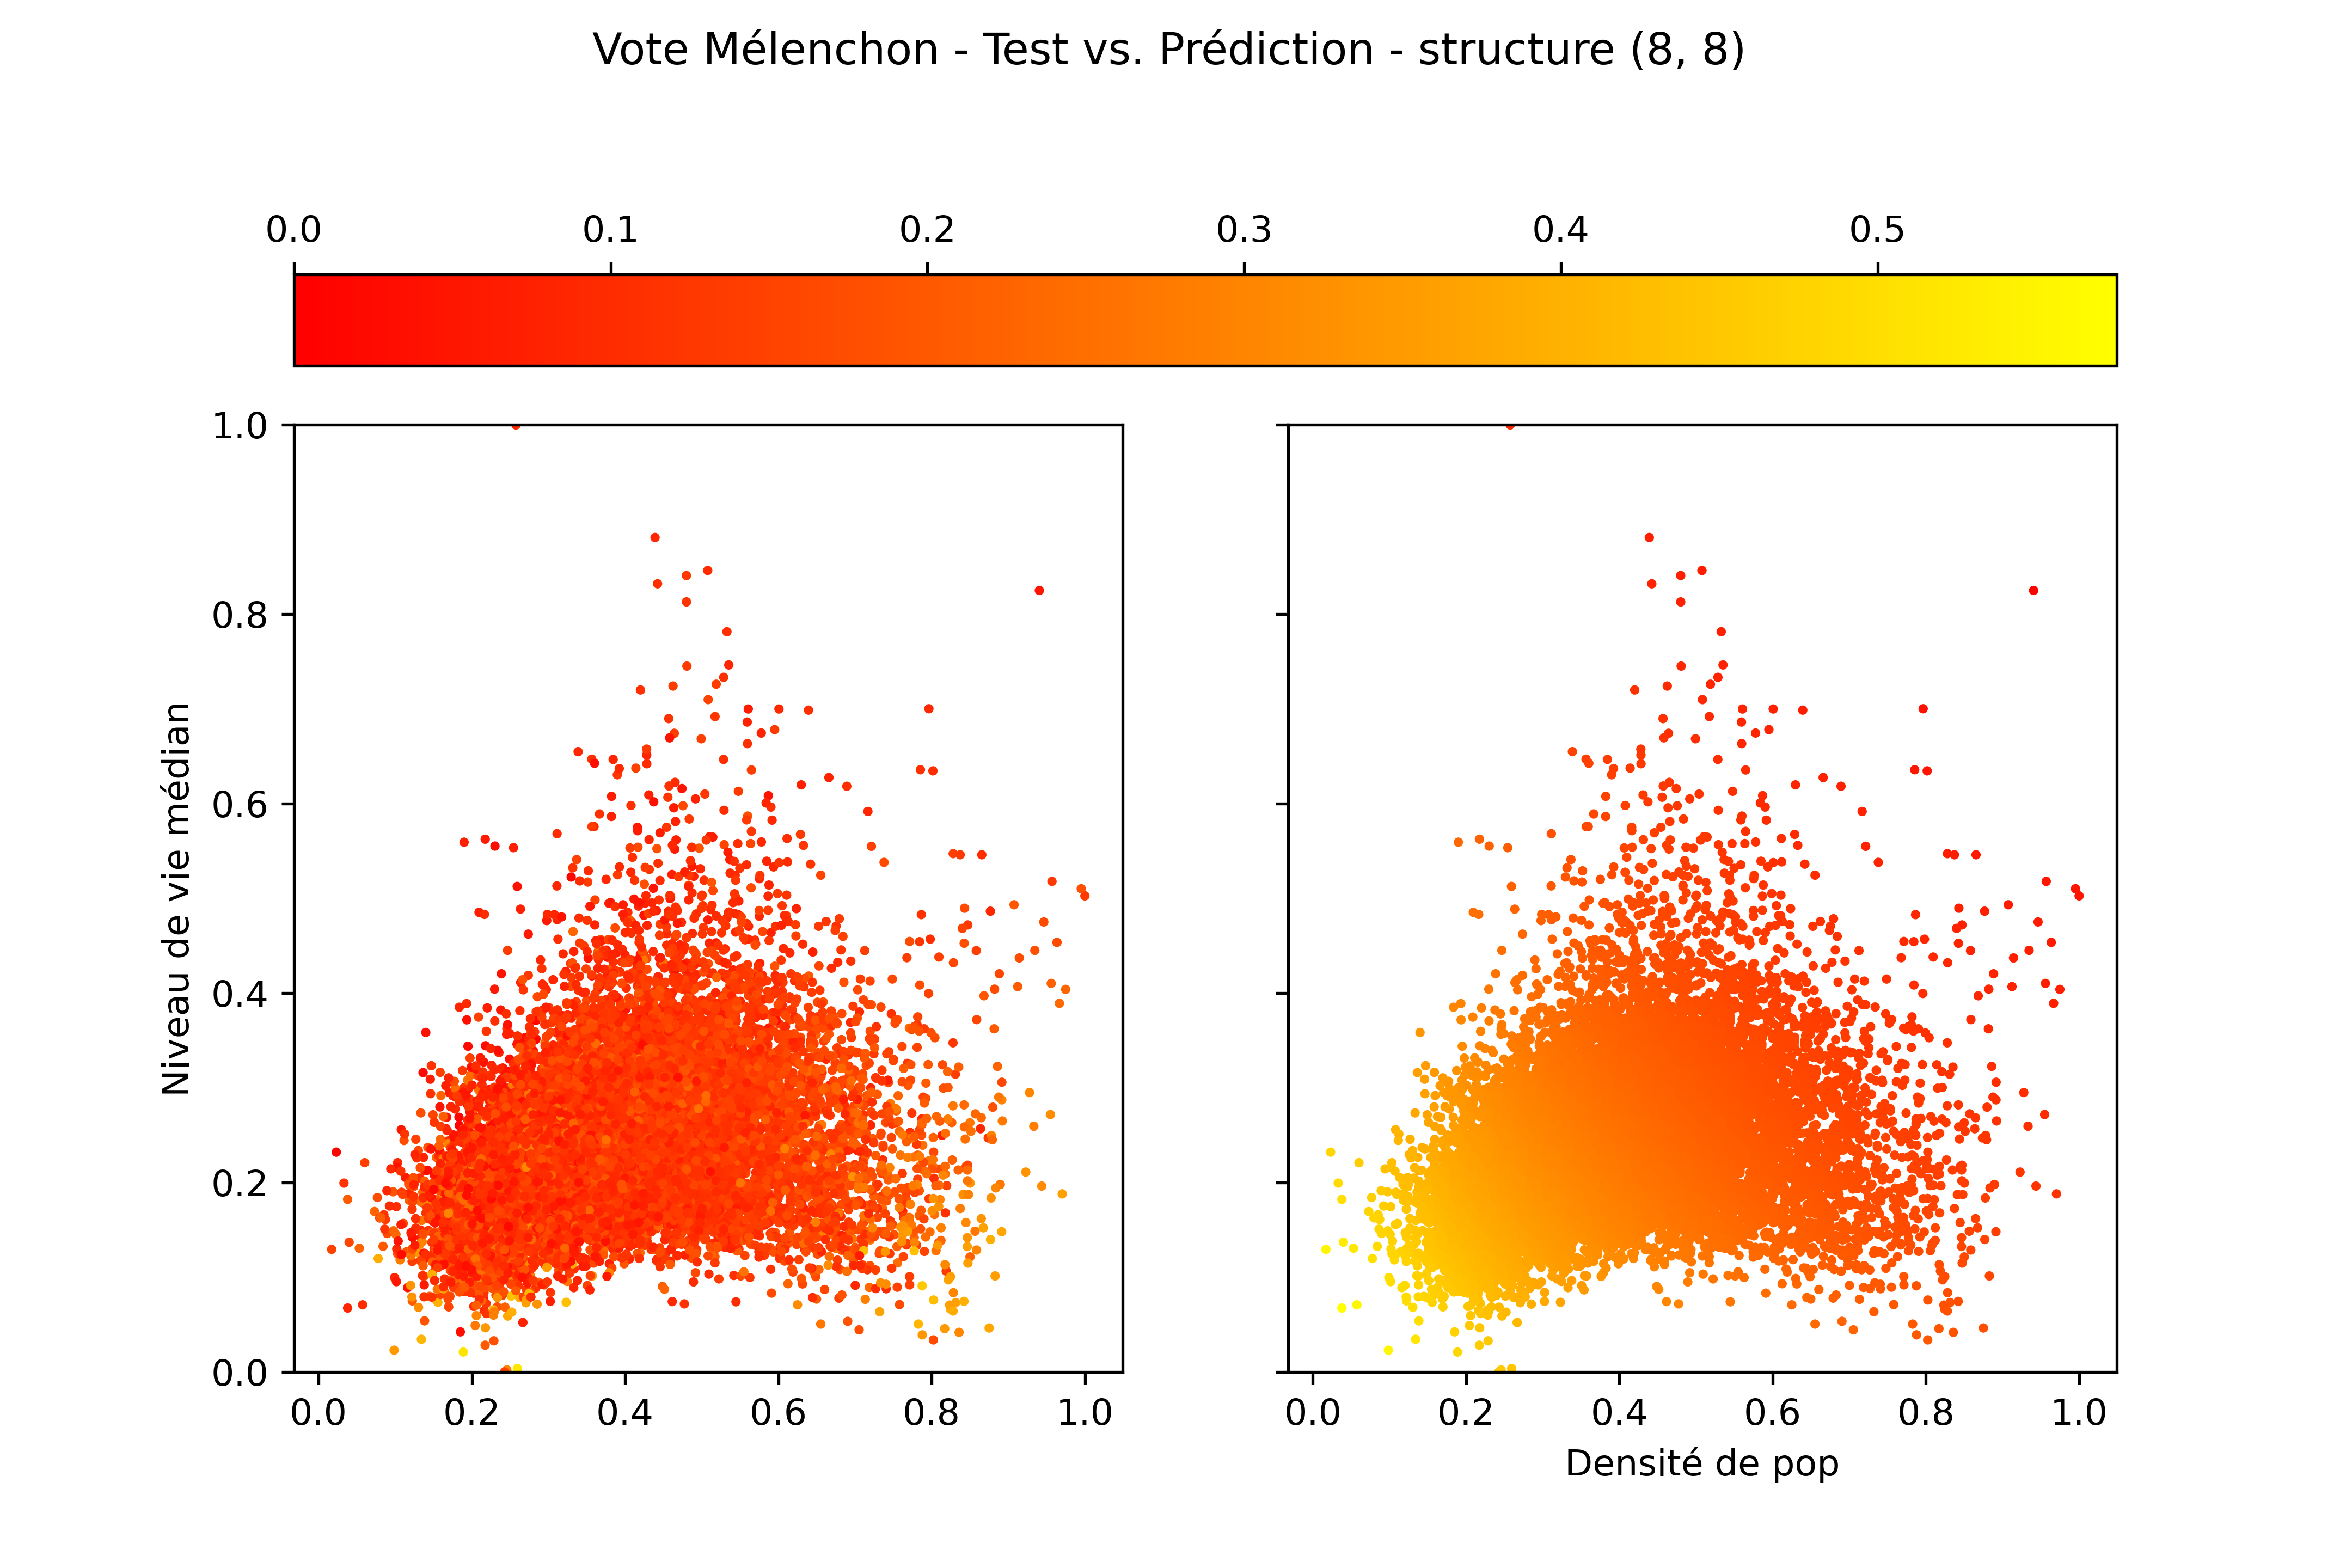 Vote Mélenchon - Test vs. Prédiction - structure (8, 8)
0.0 0.1 0.2 0.3 0.4 0.5
1.0
0.8
0.6
0.4
0.2
0.0
Niveau de vie médian
0.0 0.2 0.4 0.6 0.8 1.0
0.0 0.2 0.4 0.6 0.8 1.0
Densité de pop